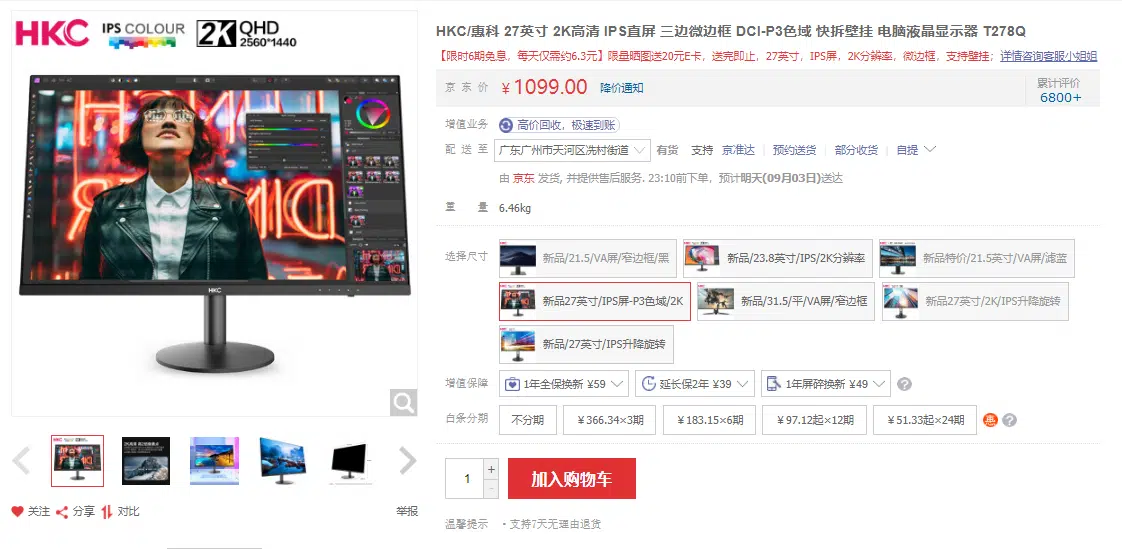 HKC
IPS COLOUR
2K QHD
2560*1440
HKC
HKC/惠科 27英寸 2K高清 IPS直屏 三边微边框 DCI-P3色域 快拆壁挂 电脑液晶显示器 T278Q
【限时6期免息，每天仅需约6.3元】限量晒图送20元E卡，送完即止，27英寸，IPS屏，2K分辨率，微边框，支持壁挂；详情咨询客服小姐姐
京 东 价 ￥1099.00 降价通知
累计评价
6800+
增值业务 高价回收，极速到账
配 送 至 广东广州市天河区冼村街道 有货 支持 京准达 预约送货 部分收货 自提
由 京东 发货, 并提供售后服务. 23:10前下单，预计明天(09月03日)送达
重 量 6.46kg
选择尺寸 新品/21.5/VA屏/窄边框/黑 新品/23.8英寸/IPS/2K分辨率 新品特价/21.5英寸/VA屏/滤蓝
新品27英寸/IPS屏-P3色域/2K 新品/31.5/平/VA屏/窄边框 新品27英寸/2K/IPS升降旋转
新品/27英寸/IPS升降旋转
增值保障 1年全保换新 ¥59 延长保2年 ¥39 1年屏碎换新 ¥49 ?
白条分期 不分期 ￥366.34×3期 ￥183.15×6期 ￥97.12起×12期 ￥51.33起×24期 惠 ?
1 + - 加入购物车
关注 分享 对比 举报
温馨提示 · 支持7天无理由退货